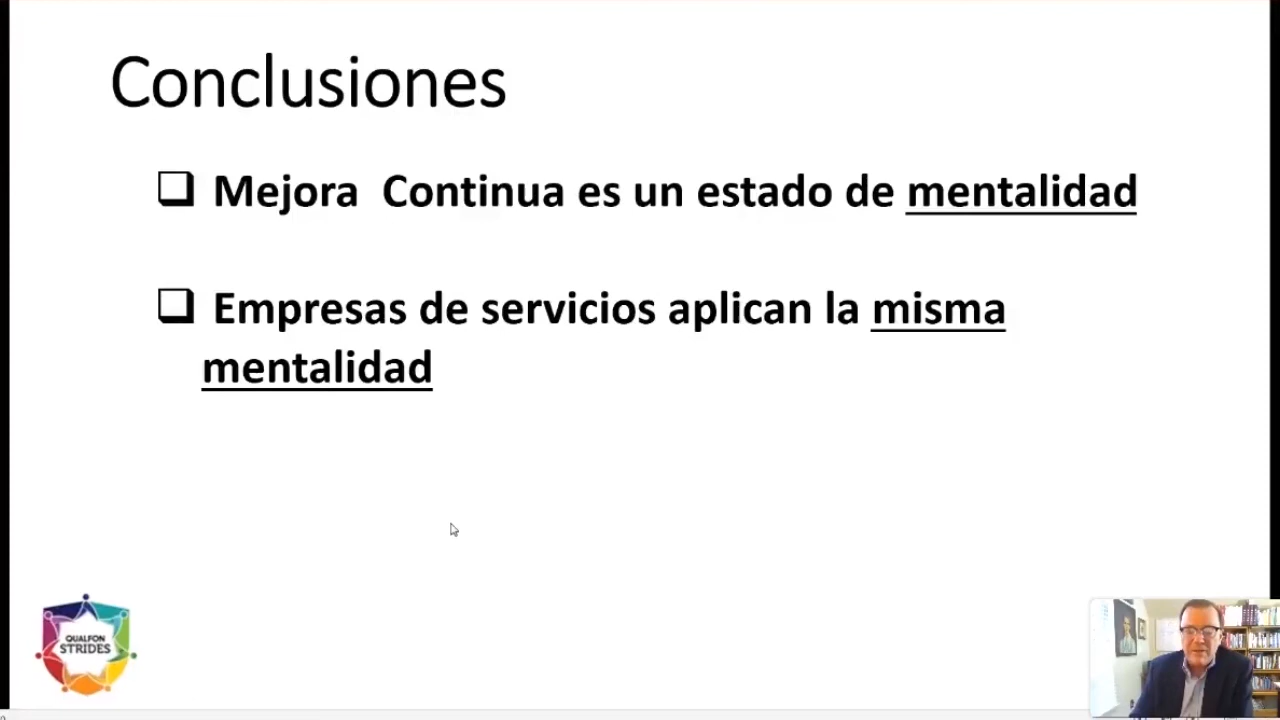 Conclusiones
❑ Mejora  Continua es un estado de mentalidad
❑ Empresas de servicios aplican la misma
mentalidad
QUALFON
STRIDES